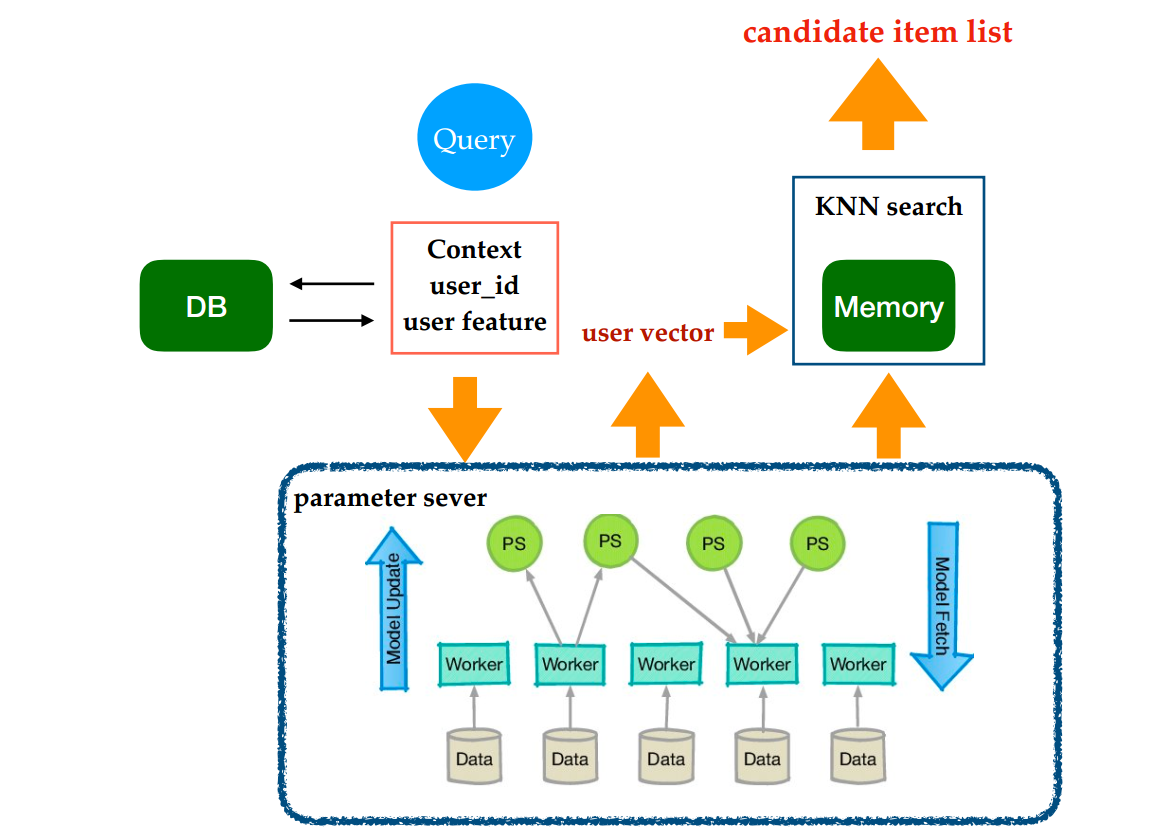 candidate item list
Query
KNN search
Context
user_id
user feature
DB
Memory
user vector
parameter sever
PS
PS
PS
PS
Model Update
Model Fetch
Worker
Worker
Worker
Worker
Worker
Data
Data
Data
Data
Data